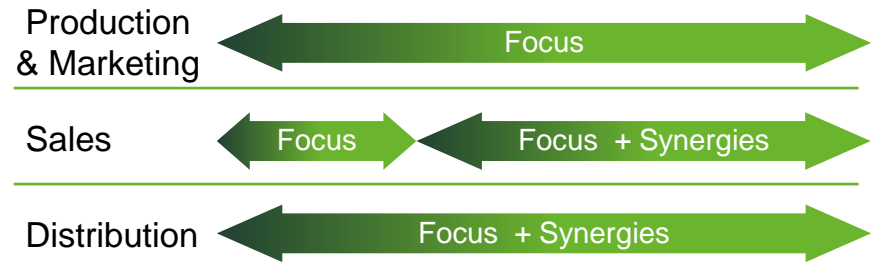 Production
& Marketing
Focus
Sales
Focus
Focus + Synergies
Distribution
Focus + Synergies